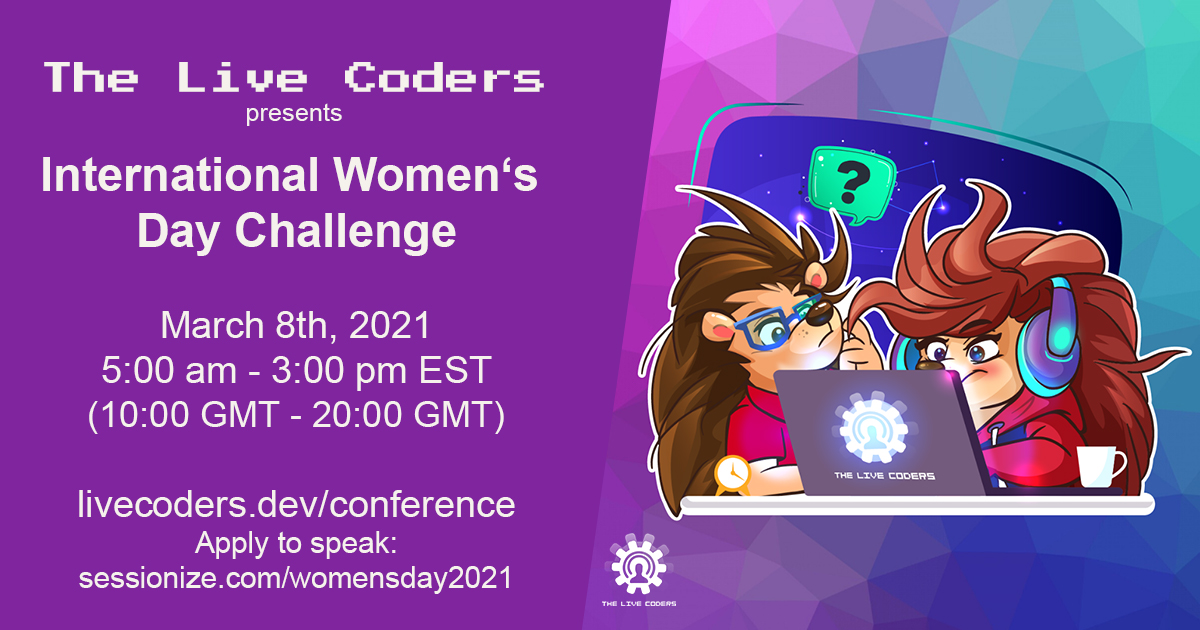 The Live Coders
presents
International Women‘s
Day Challenge
March 8th, 2021
5:00 am - 3:00 pm EST
(10:00 GMT - 20:00 GMT)
livecoders.dev/conference
Apply to speak:
sessionize.com/womensday2021
?
THE LIVE CODERS
THE LIVE CODERS